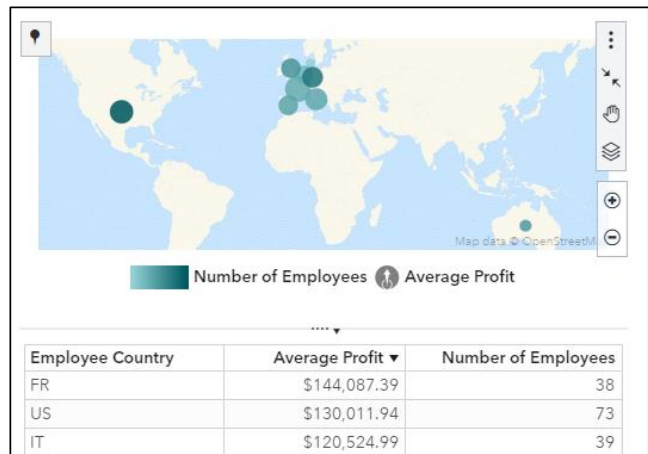 Map data © OpenStreetM
Number of Employees Average Profit
Employee Country Average Profit ▼ Number of Employees
FR $144,087.39 38
US $130,011.94 73
IT $120,524.99 39